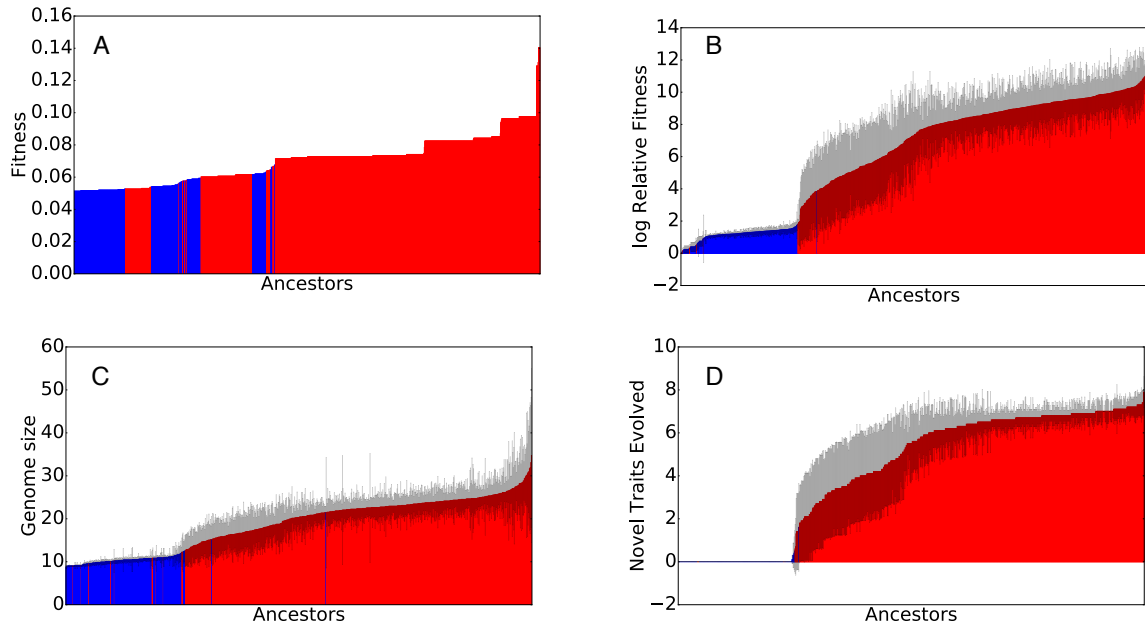 A
0.16
0.14
0.12
0.10
0.08
0.06
0.04
0.02
0.00
Fitness
Ancestors
B
14
12
10
8
6
4
2
0
−2
log Relative Fitness
Ancestors
C
60
50
40
30
20
10
0
Genome size
Ancestors
D
10
8
6
4
2
0
−2
Novel Traits Evolved
Ancestors